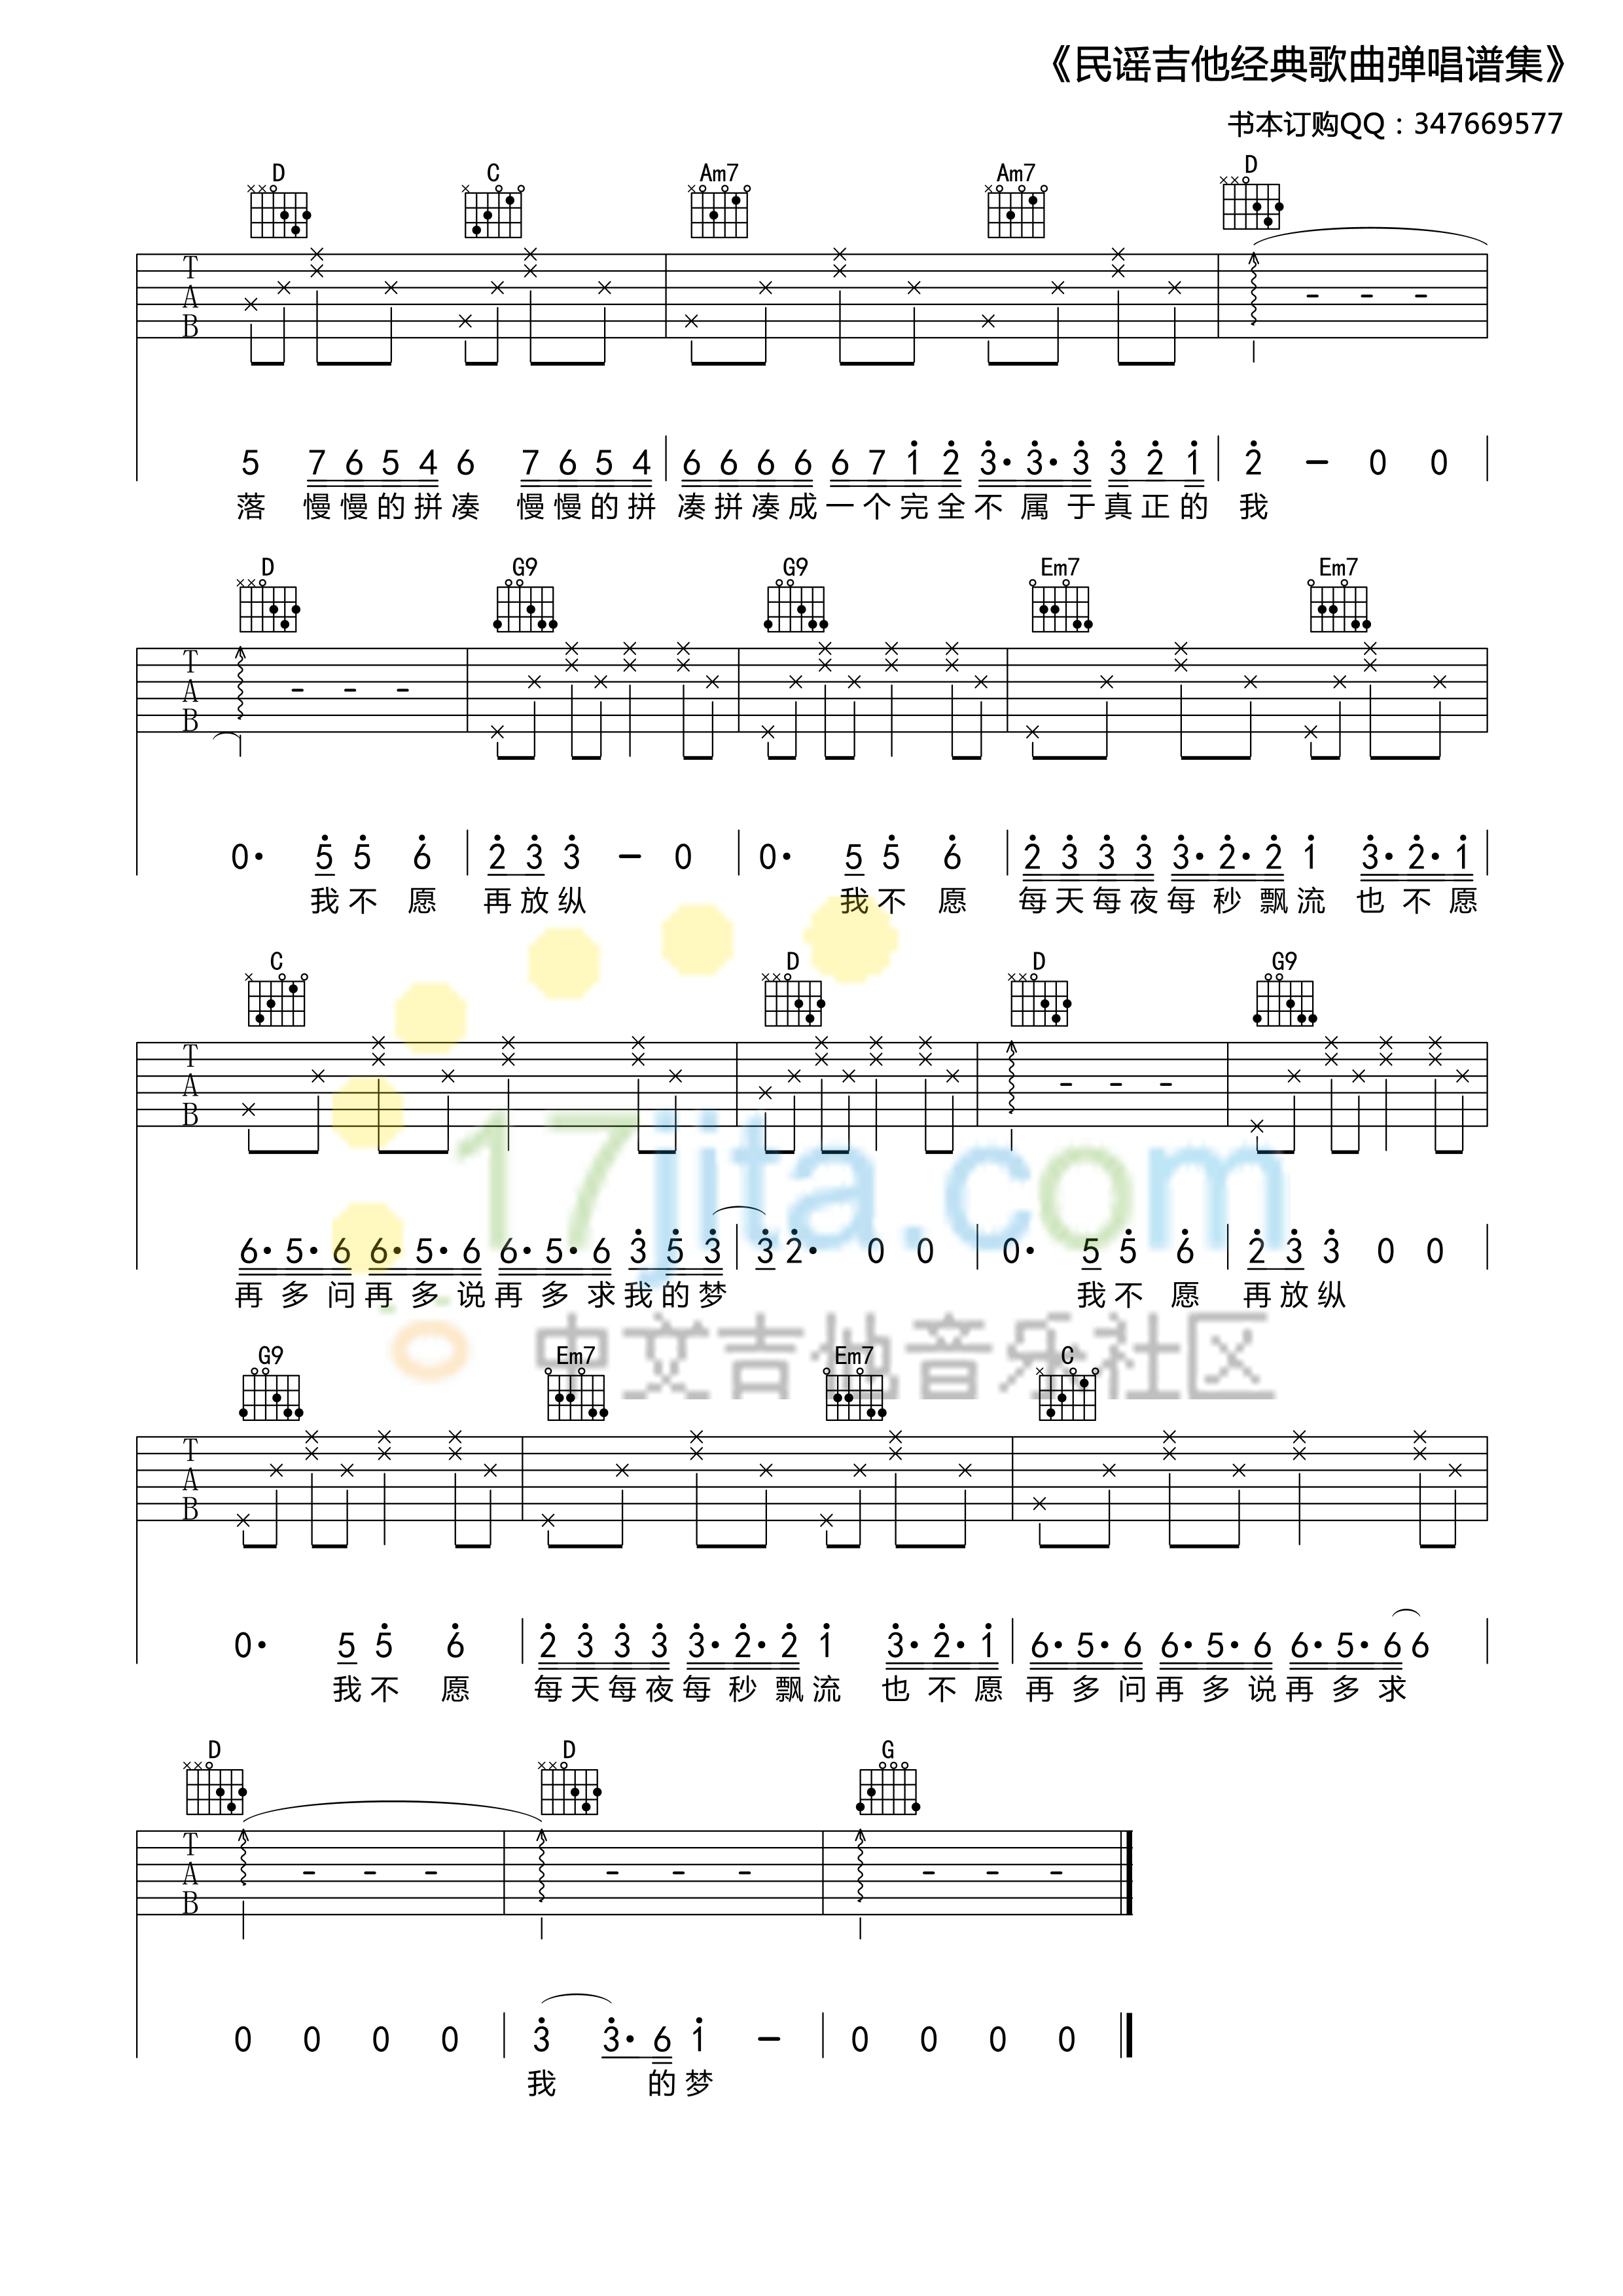 《民谣吉他经典歌曲弹唱谱集》
书本订购QQ：347669577
D C Am7 Am7 D
T
A
B
5 7 6 5 4 6 7 6 5 4 | 6 6 6 6 6 7 1 2 3· 3· 3 3 2 1 | 2 - 0 0 |
落 慢慢的拼凑 慢慢的拼 凑拼凑成一个完全不 属 于真正的 我
D G9 G9 Em7 Em7
T
A
B
0· 5 5 6 | 2 3 3 - 0 | 0· 5 5 6 | 2 3 3 3 3· 2· 2 1 3· 2· 1 |
我不 愿 再放纵 我不 愿 每天每夜每 秒 飘流 也 不 愿
C D D G9
T
A
B
6· 5· 6 6· 5· 6 6· 5· 6 3 5 3 | 3 2· 0 0 | 0· 5 5 6 | 2 3 3 0 0 |
再 多 问再 多 说再 多 求我的梦 我不 愿 再放纵
17jita.com
中文吉他音乐社区
G9 Em7 Em7 C
T
A
B
0· 5 5 6 | 2 3 3 3 3· 2· 2 1 3· 2· 1 | 6· 5· 6 6· 5· 6 6· 5· 6 6 |
我不 愿 每天每夜每 秒 飘流 也 不 愿 再 多 问再 多 说再 多 求
D D G
T
A
B
0 0 0 0 | 3 3· 6 1 - | 0 0 0 0
我 的梦